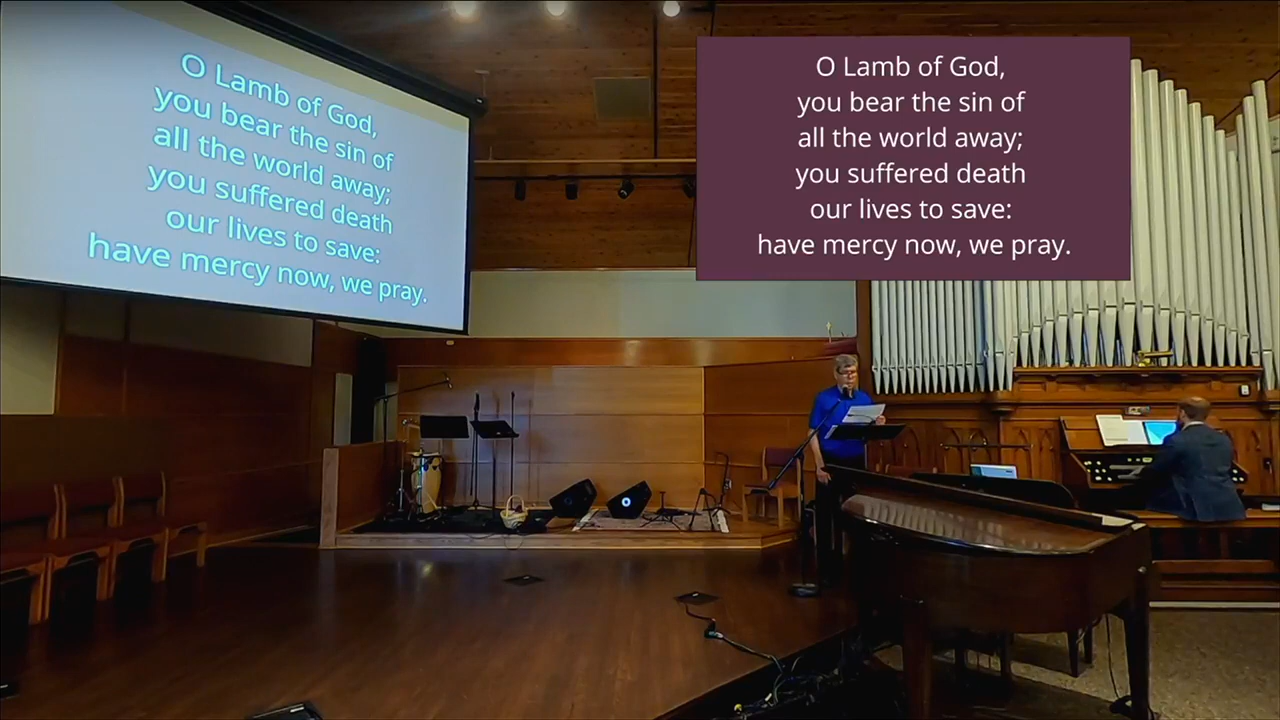 O Lamb of God,
you bear the sin of
all the world away;
you suffered death
our lives to save:
have mercy now, we pray.
O Lamb of God,
you bear the sin of
all the world away;
you suffered death
our lives to save:
have mercy now, we pray.